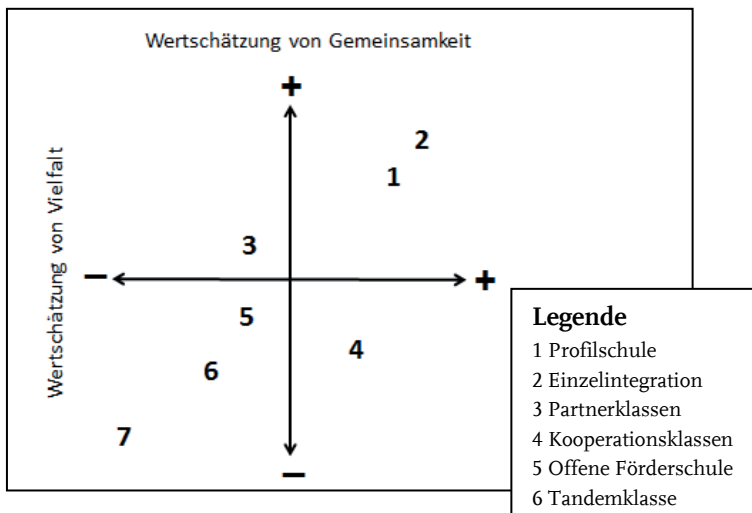 Wertschätzung von Gemeinsamkeit
+
2
1
Wertschätzung von Vielfalt
3
− +
5
4
6
7
−
Legende
1 Profilschule
2 Einzelintegration
3 Partnerklassen
4 Kooperationsklassen
5 Offene Förderschule
6 Tandemklasse